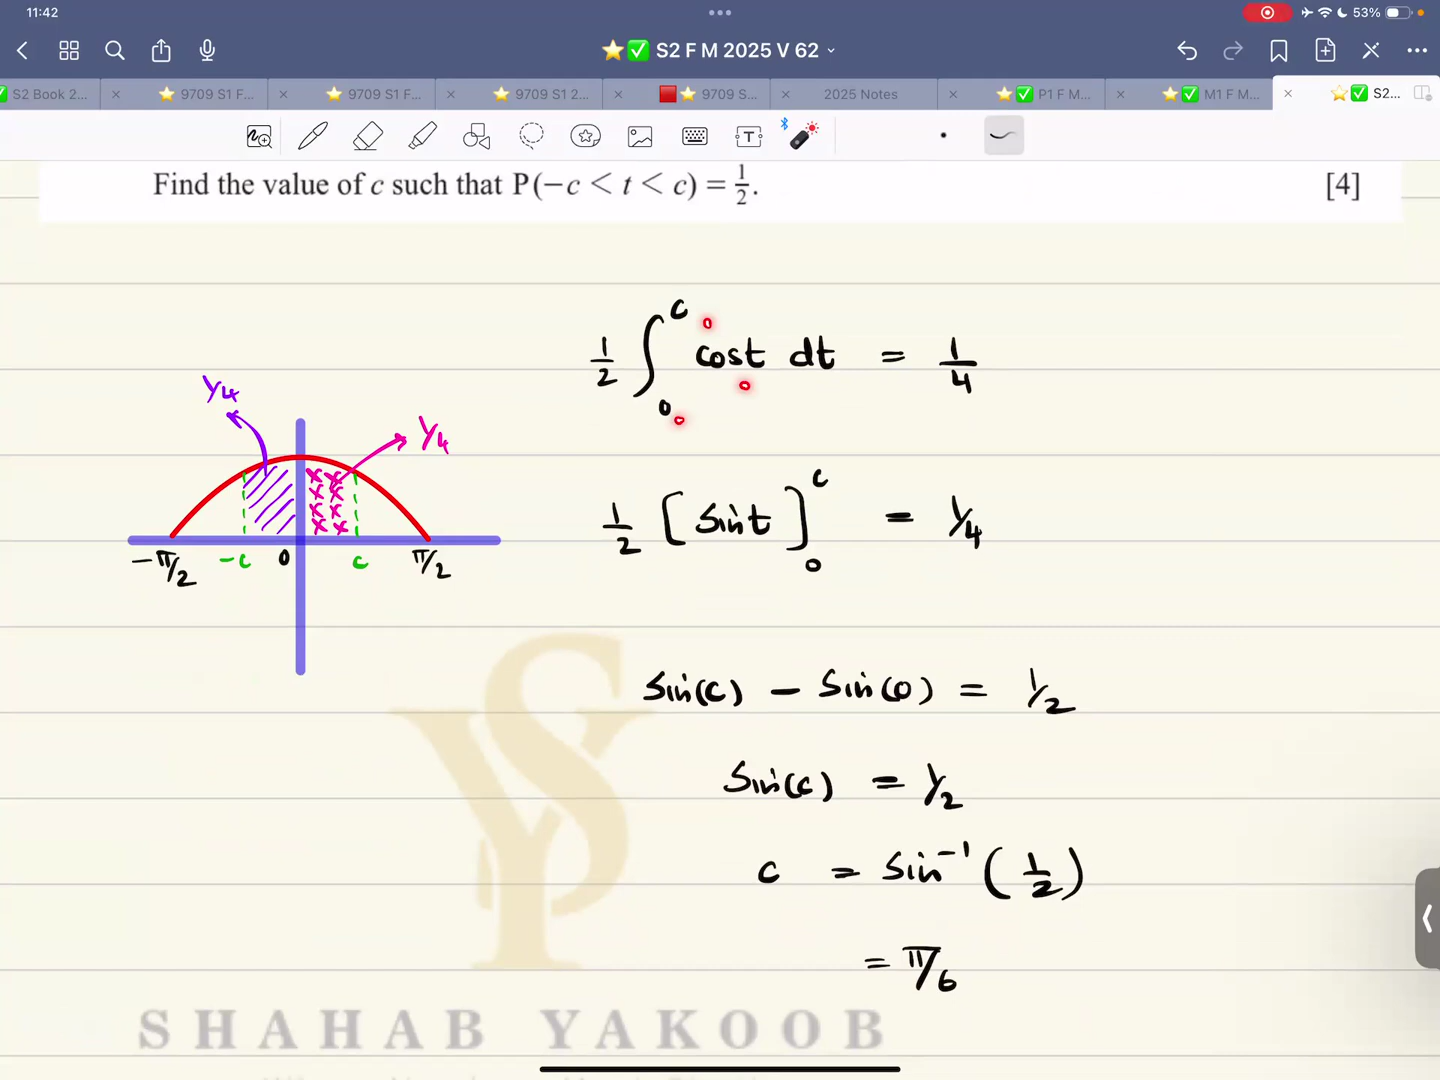 11:42
53%
S2 F M 2025 V 62
S2 Book 2...
9709 S1 F...
9709 S1 F...
9709 S1 2...
9709 S...
2025 Notes
P1 F M...
M1 F M...
S2...
Find the value of c such that P(−c < t < c) = 1/2. [4]
1/2 ∫₀ᶜ cost dt = 1/4
1/4
1/4
1/2 [sint]₀ᶜ = 1/4
−π/2 −c 0 c π/2
Sin(c) − Sin(0) = 1/2
Sin(c) = 1/2
c = Sin⁻¹(1/2)
= π/6
SHAHAB YAKOOB